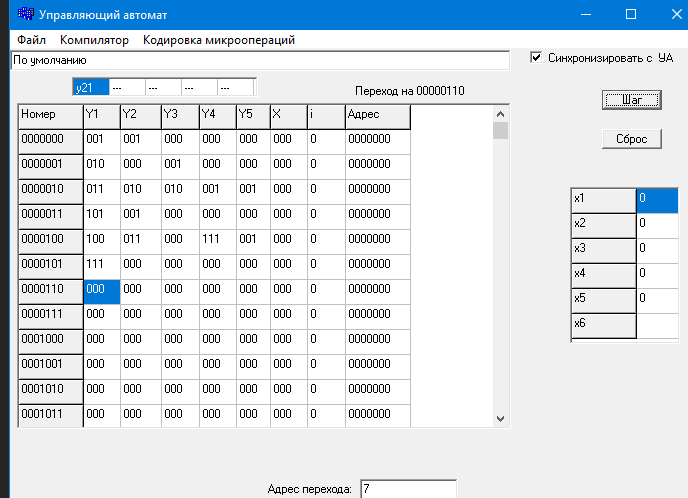 Управляющий автомат
Файл Компилятор Кодировка микроопераций
По умолчанию
Синхронизировать с УА
y21 --- --- --- ---
Переход на 00000110
Шаг
Сброс
Номер Y1 Y2 Y3 Y4 Y5 X i Адрес
0000000 001 001 000 000 000 000 0 0000000
0000001 010 000 001 000 000 000 0 0000000
0000010 011 010 010 001 001 000 0 0000000
0000011 101 001 000 000 000 000 0 0000000
0000100 100 011 000 111 001 000 0 0000000
0000101 111 000 000 000 000 000 0 0000000
0000110 000 000 000 000 000 000 0 0000000
0000111 000 000 000 000 000 000 0 0000000
0001000 000 000 000 000 000 000 0 0000000
0001001 000 000 000 000 000 000 0 0000000
0001010 000 000 000 000 000 000 0 0000000
0001011 000 000 000 000 000 000 0 0000000
x1 0
x2 0
x3 0
x4 0
x5 0
x6
Адрес перехода: 7